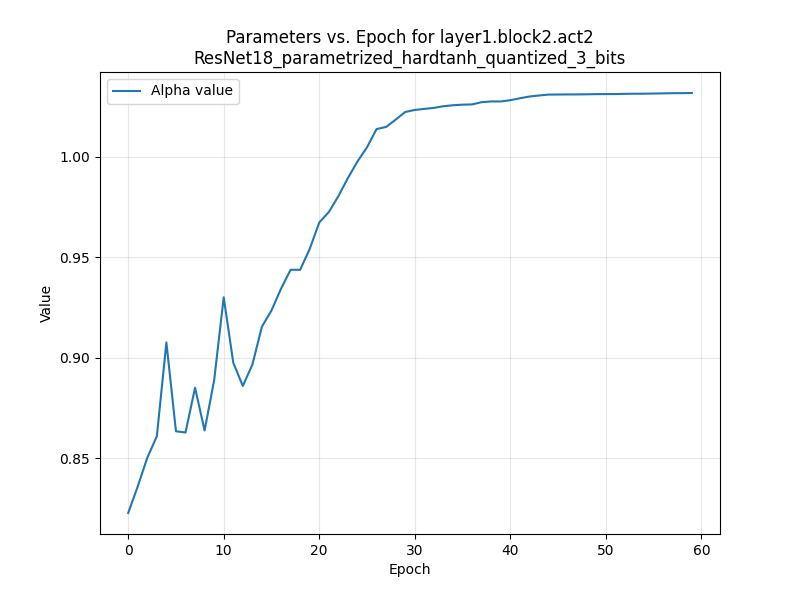 Parameters vs. Epoch for layer1.block2.act2
ResNet18_parametrized_hardtanh_quantized_3_bits
Alpha value
1.00
0.95
0.90
0.85
Value
0 10 20 30 40 50 60
Epoch